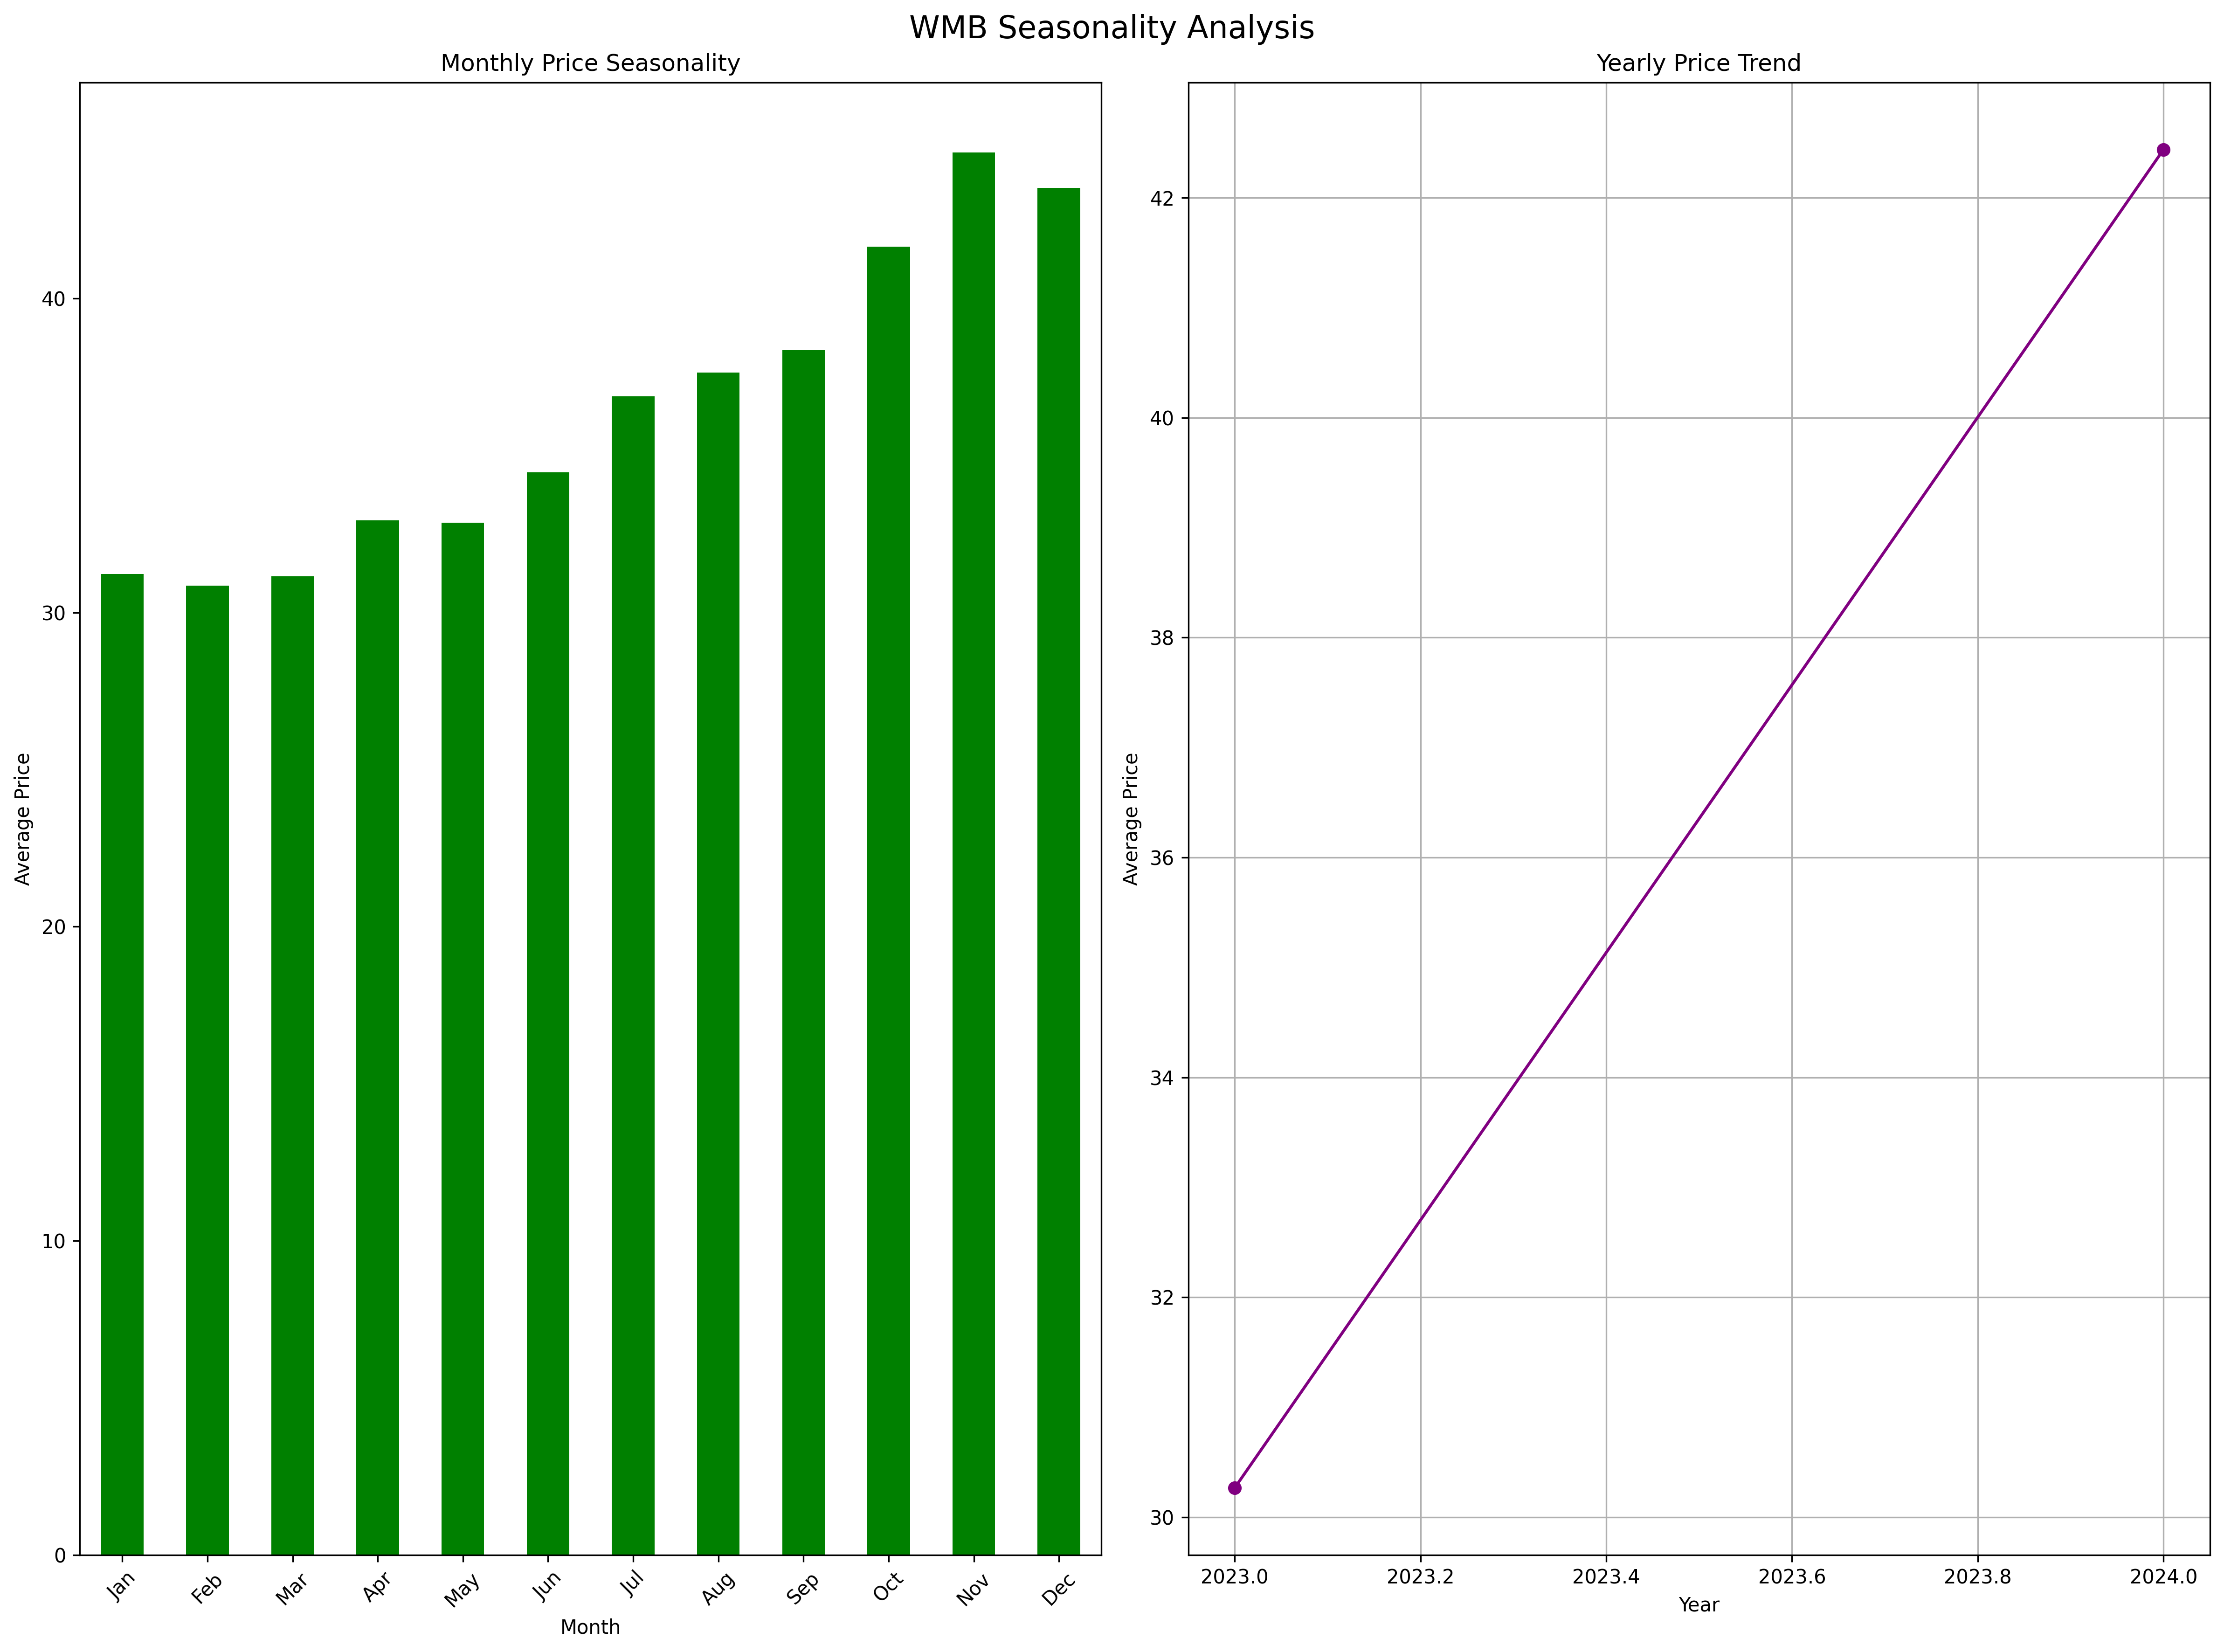 WMB Seasonality Analysis
Monthly Price Seasonality
Average Price
40
30
20
10
0
Jan
Feb
Mar
Apr
May
Jun
Jul
Aug
Sep
Oct
Nov
Dec
Month
Yearly Price Trend
Average Price
42
40
38
36
34
32
30
2023.0
2023.2
2023.4
2023.6
2023.8
2024.0
Year